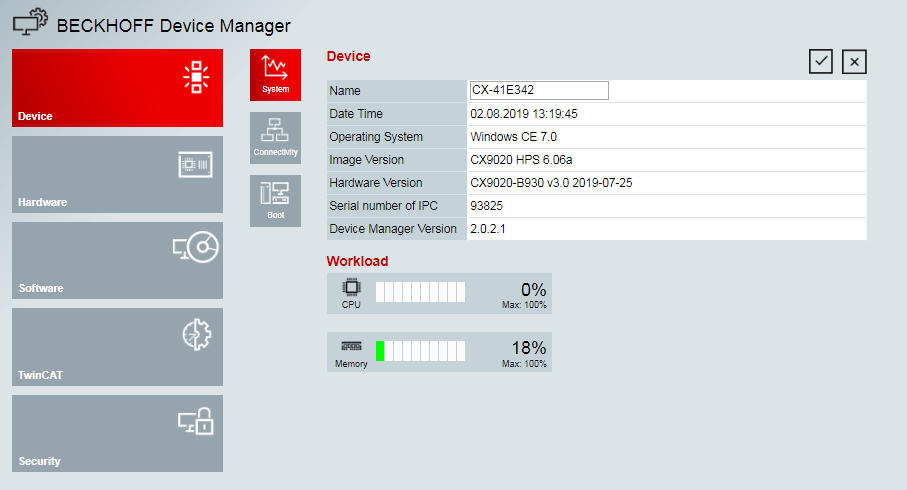 BECKHOFF Device Manager
Device
Hardware
Software
TwinCAT
Security
System
Connectivity
Boot
Device
Name CX-41E342
Date Time 02.08.2019 13:19:45
Operating System Windows CE 7.0
Image Version CX9020 HPS 6.06a
Hardware Version CX9020-B930 v3.0 2019-07-25
Serial number of IPC 93825
Device Manager Version 2.0.2.1
Workload
CPU 0%
Max: 100%
Memory 18%
Max: 100%